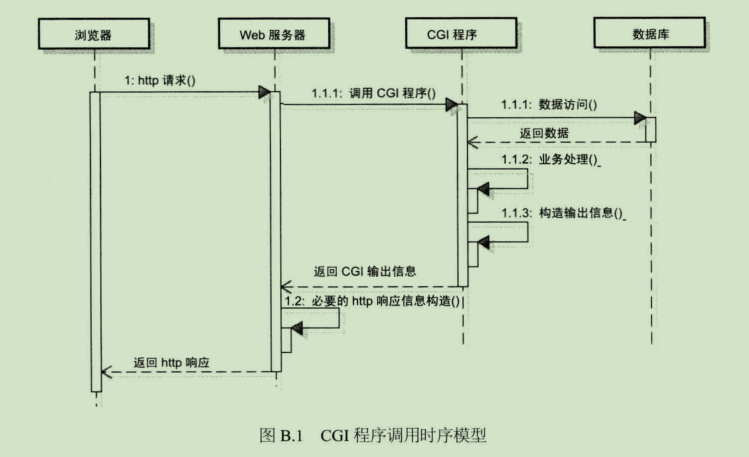 浏览器
Web 服务器
CGI 程序
数据库
1: http 请求()
1.1.1: 调用 CGI 程序()
1.1.1: 数据访问()
返回数据
1.1.2: 业务处理()_
1.1.3: 构造输出信息()_
返回 CGI 输出信息
1.2: 必要的 http 响应信息构造()
返回 http 响应
图 B.1 CGI 程序调用时序模型